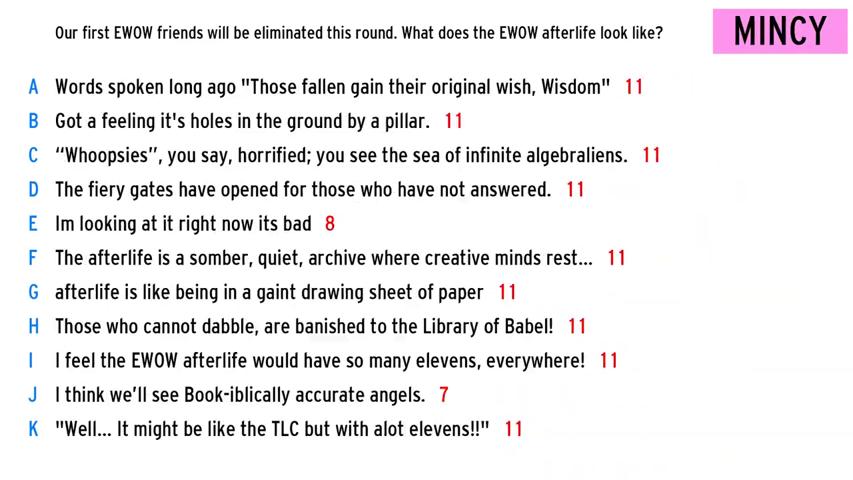 Our first EWOW friends will be eliminated this round. What does the EWOW afterlife look like?
MINCY
A Words spoken long ago "Those fallen gain their original wish, Wisdom" 11
B Got a feeling it's holes in the ground by a pillar. 11
C “Whoopsies”, you say, horrified; you see the sea of infinite algebraliens. 11
D The fiery gates have opened for those who have not answered. 11
E Im looking at it right now its bad 8
F The afterlife is a somber, quiet, archive where creative minds rest... 11
G afterlife is like being in a gaint drawing sheet of paper 11
H Those who cannot dabble, are banished to the Library of Babel! 11
I I feel the EWOW afterlife would have so many elevens, everywhere! 11
J I think we’ll see Book-iblically accurate angels. 7
K "Well... It might be like the TLC but with alot elevens!!" 11